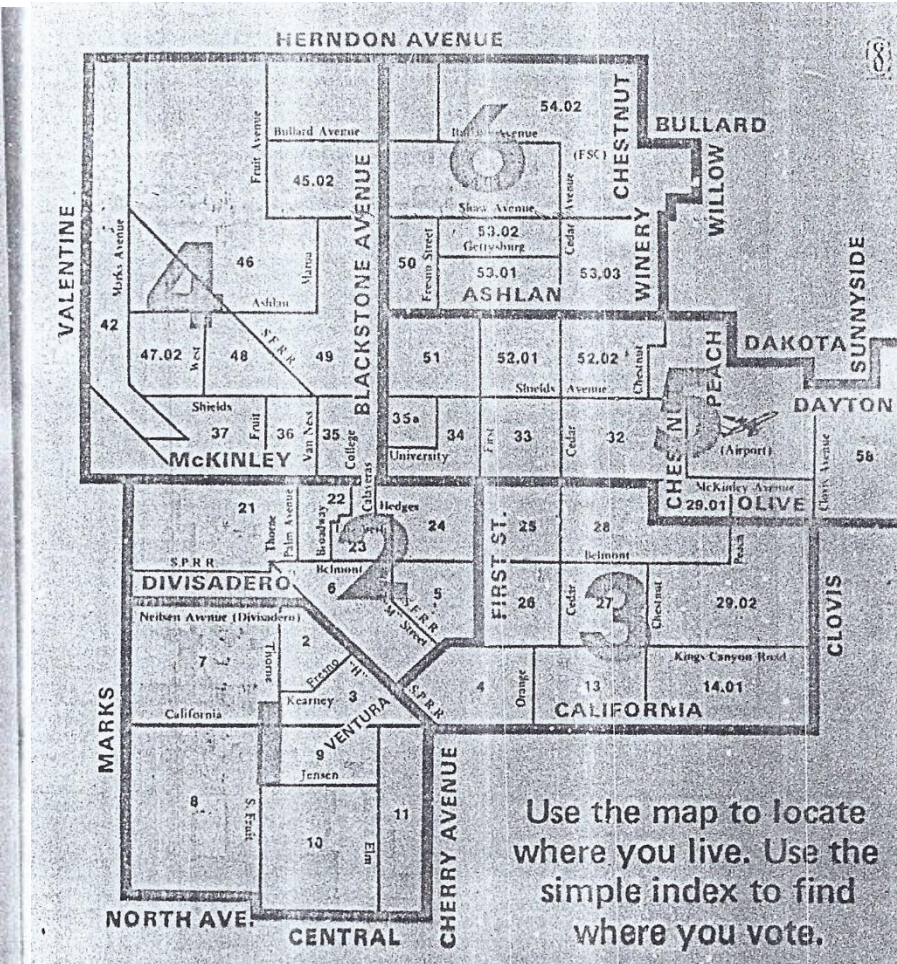 HERNDON AVENUE
(8)
54.02
CHESTNUT
BULLARD
Bullard Avenue
Avenue
Fruit Avenue
6
(FSC)
45.02
BLACKSTONE AVENUE
Avenue
WILLOW
VALENTINE
Shaw Avenue
Marks Avenue
53.02
Gettysburg
Cedar
WINERY
46
Maroa
50
Fresno Street
53.01
53.03
SUNNYSIDE
4
Ashlan
ASHLAN
42
S.F.R.R
47.02
West
48
49
51
52.01
52.02
Chestnut
PEACH
DAKOTA
Shields Avenue
DAYTON
Shields
35a
5
37
Fruit
36
Van Ness
35
College
34
First
33
Cedar
32
CHESTNUT
(Airport)
Clovis Avenue
58
McKINLEY
University
McKinley Avenue
21
22
Calaveras
Hedges
29.01
OLIVE
Thorne
Palm Avenue
Broadway
23
24
FIRST ST.
25
28
2
Belmont
Peach
S.P.R.R
Belmont
DIVISADERO
6
5
S.F.R.R
"M" Street
26
Cedar
27
3
Chestnut
29.02
CLOVIS
Neilsen Avenue (Divisadero)
2
7
Thorne
Fresno
"H"
Kings Canyon Road
MARKS
Kearney
3
S.P.R.R
4
Orange
13
14.01
California
VENTURA
CALIFORNIA
9
Jensen
8
S. Fruit
10
Elm
11
CHERRY AVENUE
NORTH AVE.
CENTRAL
Use the map to locate
where you live. Use the
simple index to find
where you vote.